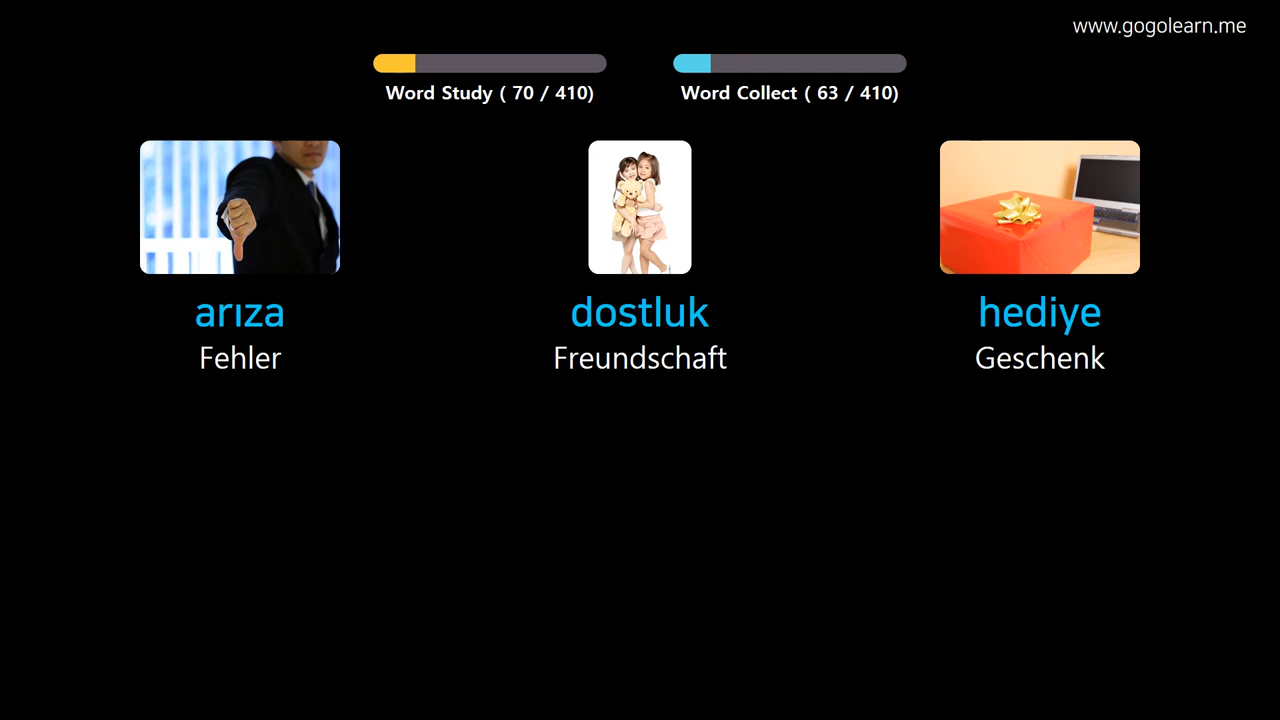 www.gogolearn.me
Word Study ( 70 / 410)
Word Collect ( 63 / 410)
arıza
dostluk
hediye
Fehler
Freundschaft
Geschenk